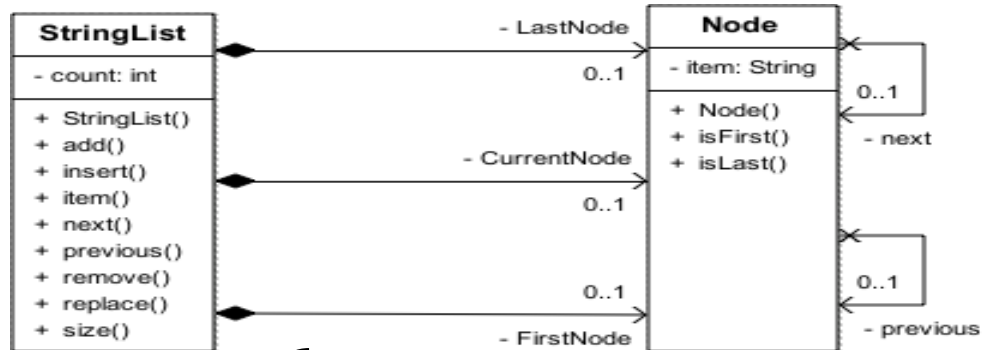 StringList
- count: int
+ StringList()
+ add()
+ insert()
+ item()
+ next()
+ previous()
+ remove()
+ replace()
+ size()
- LastNode
0..1
- CurrentNode
0..1
0..1
- FirstNode
Node
- item: String
+ Node()
+ isFirst()
+ isLast()
0..1
- next
0..1
- previous